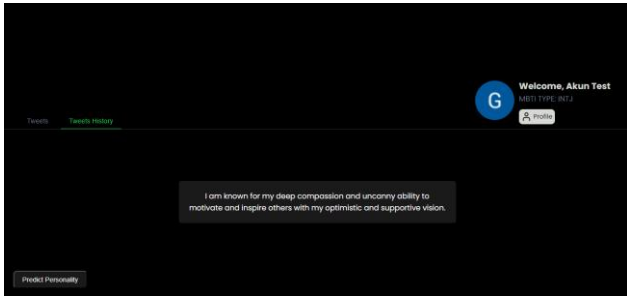 Welcome, Akun Test
MBTI TYPE: INTJ
G
Profile
Tweets
Tweets History
I am known for my deep compassion and uncanny ability to
motivate and inspire others with my optimistic and supportive vision.
Predict Personality